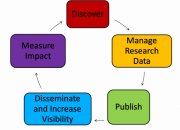 Discover
Manage
Research
Data
Publish
Disseminate
and Increase
Visibility
Measure
Impact